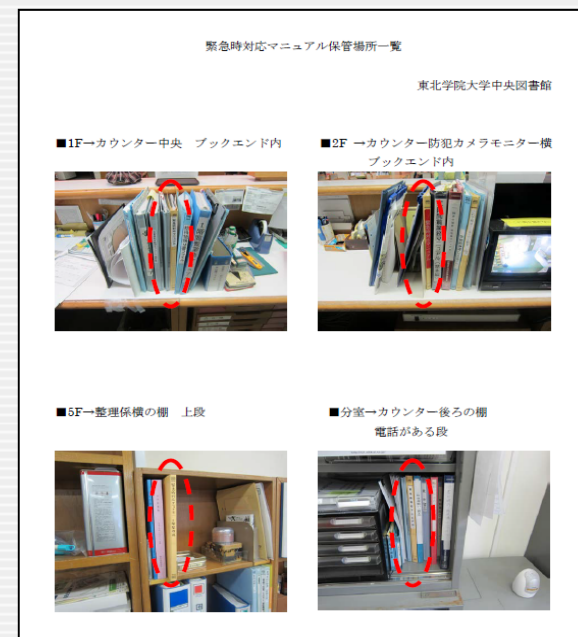 緊急時対応マニュアル保管場所一覧
東北学院大学中央図書館
■1F→カウンター中央　ブックエンド内
■2F →カウンター防犯カメラモニター横
ブックエンド内
■5F→整理係横の棚　上段
■分室→カウンター後ろの棚
電話がある段